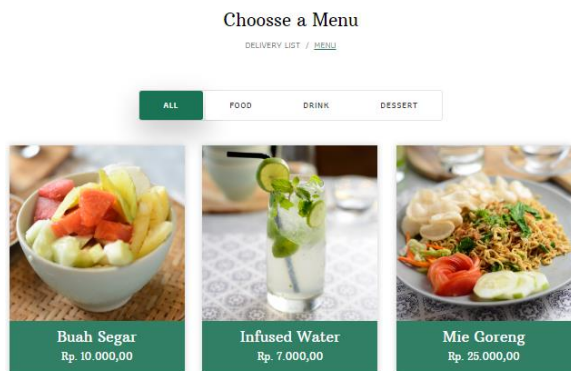 Choosse a Menu
DELIVERY LIST / MENU
ALL FOOD DRINK DESSERT
Buah Segar Infused Water Mie Goreng
Rp. 10.000,00 Rp. 7.000,00 Rp. 25.000,00